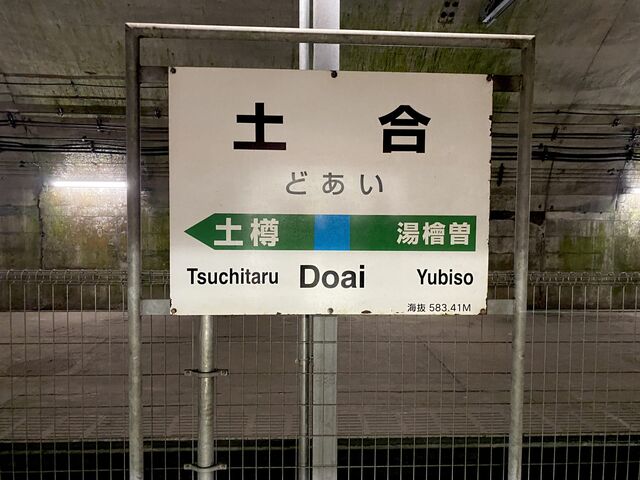 土合
どあい
土樽 湯檜曽
Tsuchitaru Doai Yubiso
海抜 583.41M